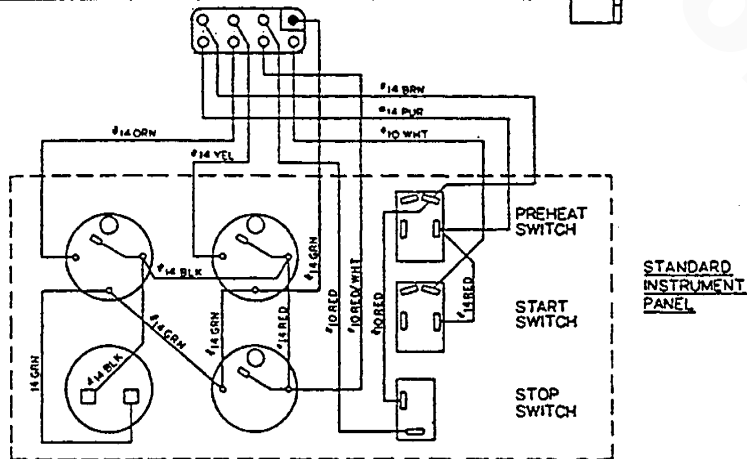 #14 BRN
#14 PUR
#10 WHT
#14 ORN
#14 YEL
PREHEAT
SWITCH
#14 BLK
#14 GRN
#10 RED
#10 RED/WHT
#10 RED
#14 RED
STANDARD
INSTRUMENT
PANEL
START
SWITCH
#14 GRN
#14 GRN
#14 RED
14 GRN
#14 BLK
STOP
SWITCH